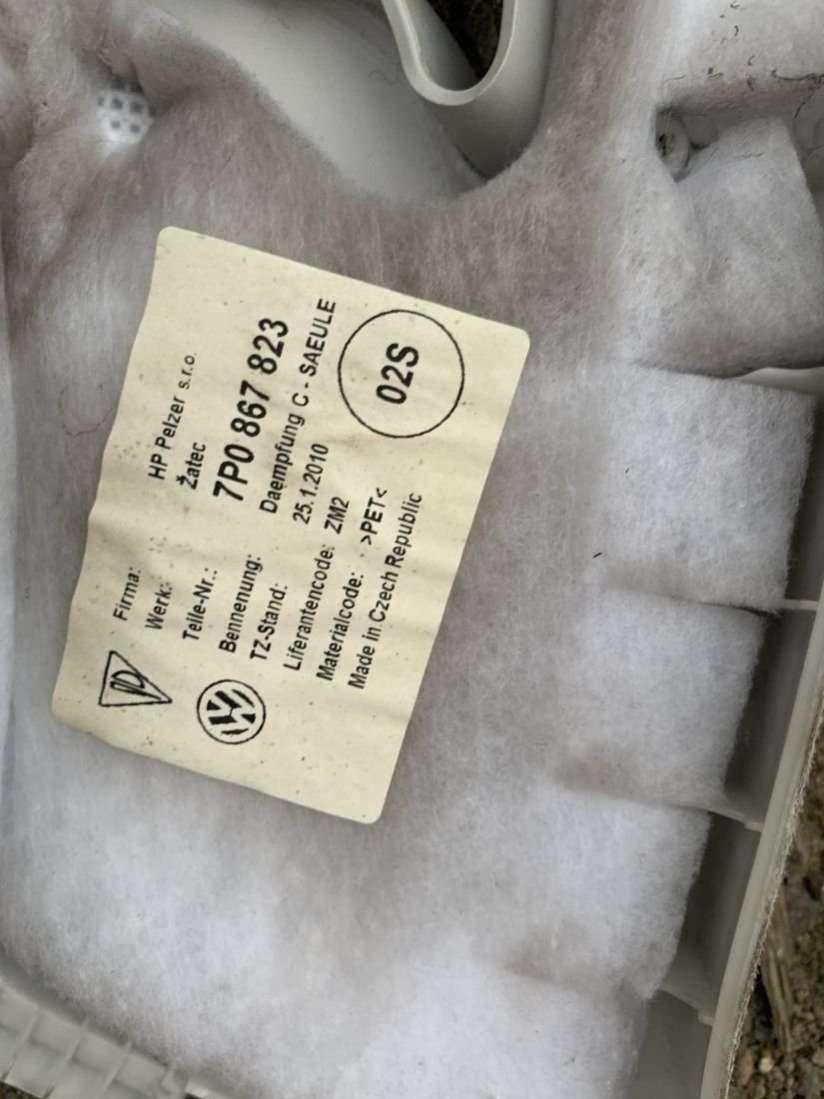 Firma: HP Pelzer s.r.o.
Werk: Žatec
Teile-Nr.: 7P0 867 823
Bennenung: Daempfung C - SAEULE
TZ-Stand: 25.1.2010
Liferantencode: ZM2
Materialcode: >PET<
Made in Czech Republic
02S